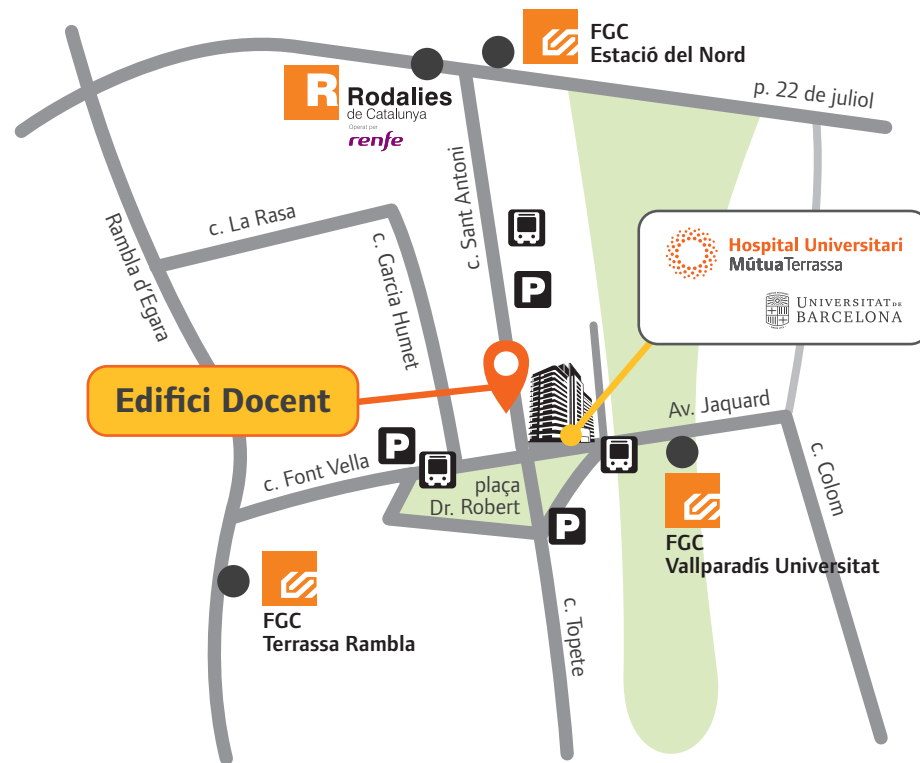 FGC
Estació del Nord
p. 22 de juliol
R Rodalies
de Catalunya
Operat per
renfe
c. Sant Antoni
Rambla d'Egara
c. La Rasa
c. Garcia Humet
Hospital Universitari
MútuaTerrassa
UNIVERSITAT DE
BARCELONA
P
Edifici Docent
Av. Jaquard
c. Colom
P
c. Font Vella
plaça
Dr. Robert
P
FGC
Vallparadís Universitat
c. Topete
FGC
Terrassa Rambla